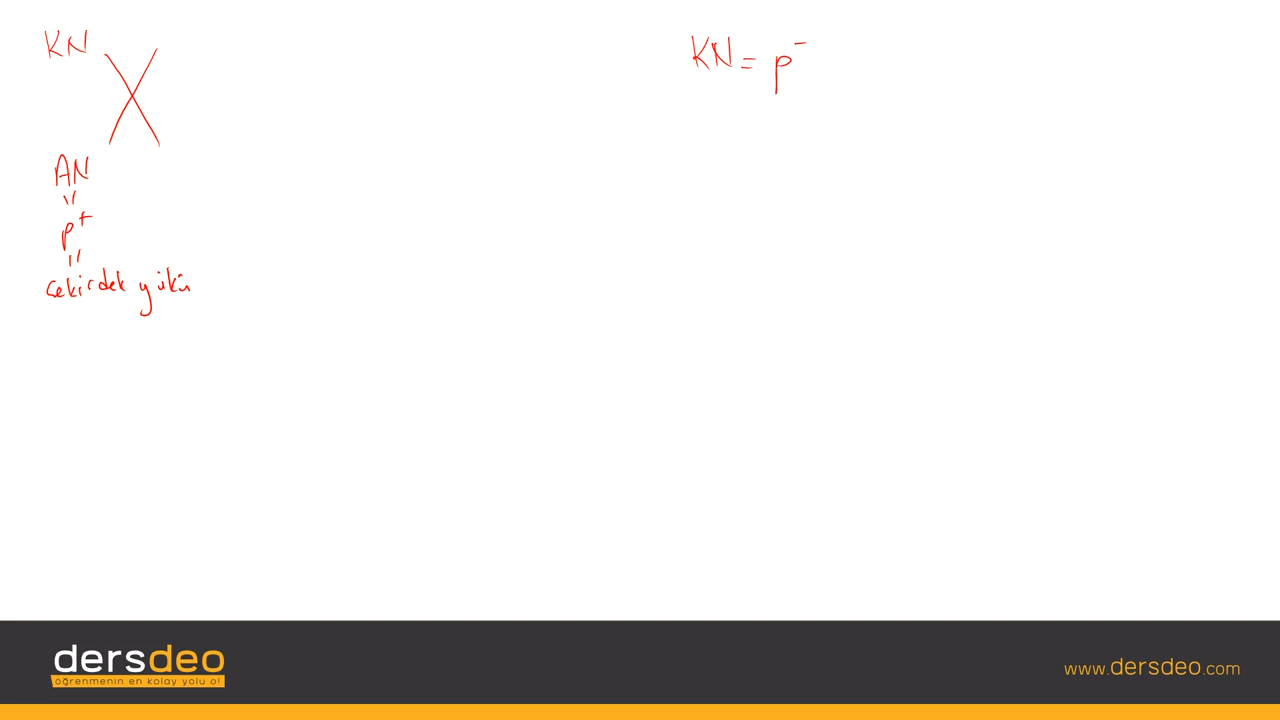 KN X
AN
=
p⁺
=
Çekirdek yükü
KN = p⁻
dersdeo
öğrenmenin en kolay yolu o!
www.dersdeo.com